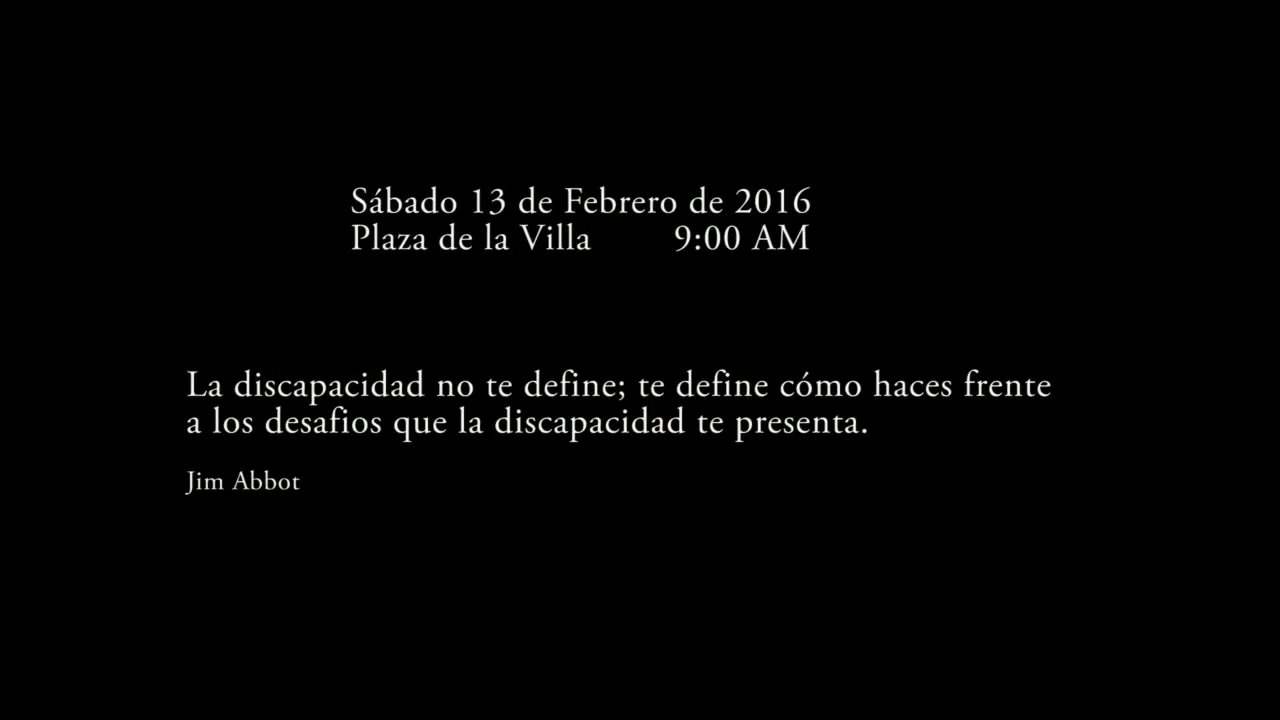 Sábado 13 de Febrero de 2016
Plaza de la Villa 9:00 AM
La discapacidad no te define; te define cómo haces frente
a los desafios que la discapacidad te presenta.
Jim Abbot